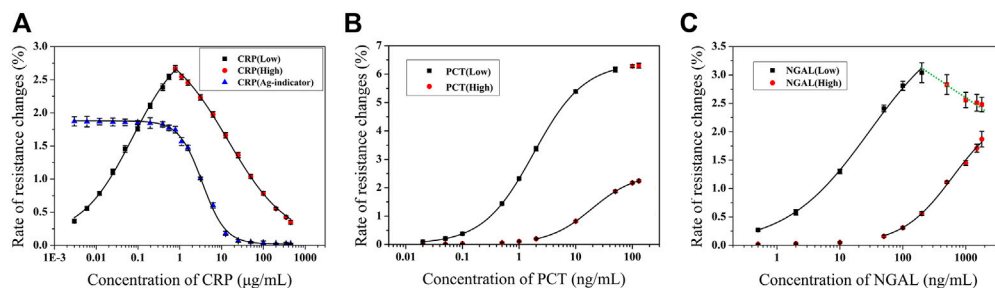 A
Rate of resistance changes (%)
3.0
2.5
2.0
1.5
1.0
0.5
0.0
CRP(Low)
CRP(High)
CRP(Ag-indicator)
1E-3 0.01 0.1 1 10 100 1000
Concentration of CRP (μg/mL)
B
Rate of resistance changes (%)
7
6
5
4
3
2
1
0
PCT(Low)
PCT(High)
0.01 0.1 1 10 100
Concentration of PCT (ng/mL)
C
Rate of resistance changes (%)
3.5
3.0
2.5
2.0
1.5
1.0
0.5
0.0
NGAL(Low)
NGAL(High)
1 10 100 1000
Concentration of NGAL (ng/mL)